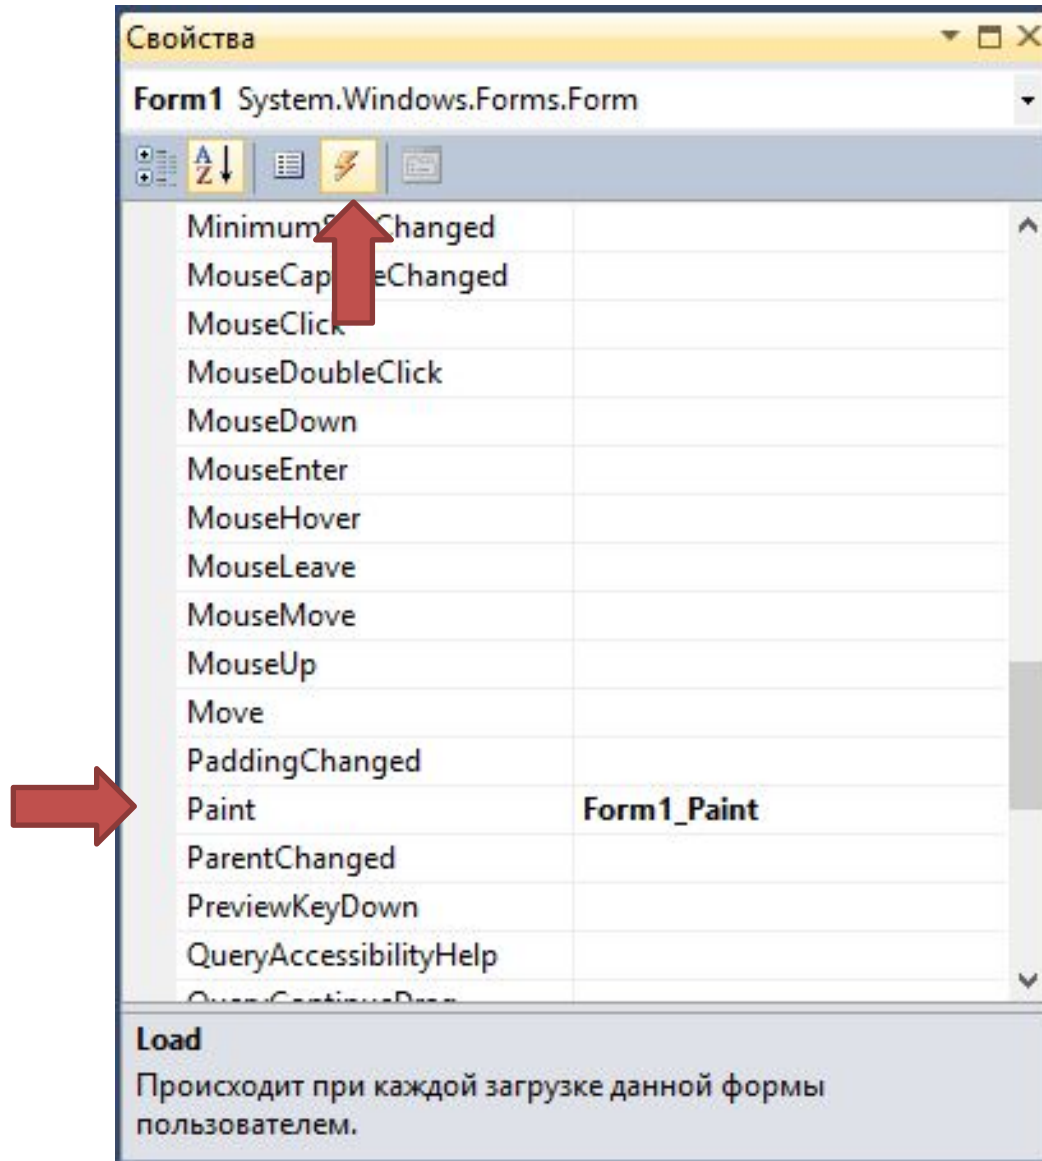 Свойства
Form1 System.Windows.Forms.Form
MouseClick
MouseDoubleClick
MouseDown
MouseEnter
MouseHover
MouseLeave
MouseMove
MouseUp
Move
PaddingChanged
Paint Form1_Paint
ParentChanged
PreviewKeyDown
QueryAccessibilityHelp
Load
Происходит при каждой загрузке данной формы
пользователем.